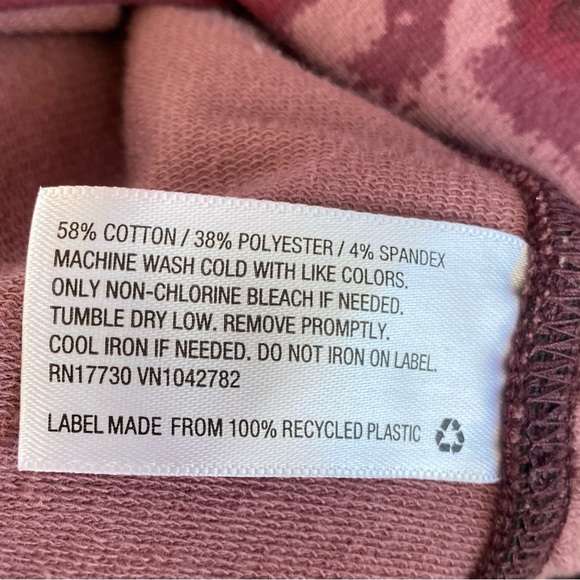 58% COTTON / 38% POLYESTER / 4% SPANDEX
MACHINE WASH COLD WITH LIKE COLORS.
ONLY NON-CHLORINE BLEACH IF NEEDED.
TUMBLE DRY LOW. REMOVE PROMPTLY.
COOL IRON IF NEEDED. DO NOT IRON ON LABEL.
RN17730 VN1042782
LABEL MADE FROM 100% RECYCLED PLASTIC